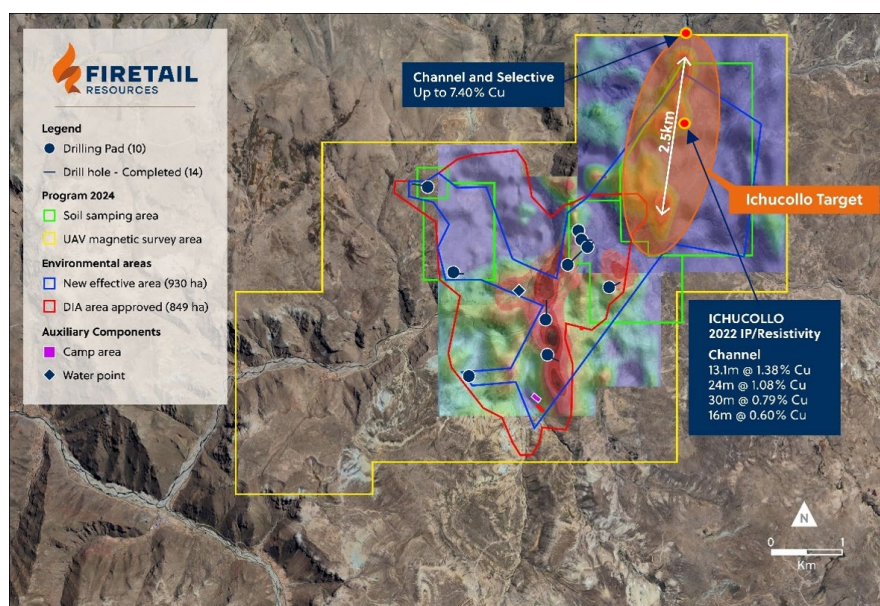 FIRETAIL
RESOURCES
Legend
Drilling Pad (10)
Drill hole - Completed (14)
Program 2024
Soil sampling area
UAV magnetic survey area
Environmental areas
New effective area (930 ha)
DIA area approved (849 ha)
Auxiliary Components
Camp area
Water point
Channel and Selective
Up to 7.40% Cu
2.5km
Ichucollo Target
ICHUCOLLO
2022 IP/Resistivity
Channel
13.1m @ 1.38% Cu
24m @ 1.08% Cu
30m @ 0.79% Cu
16m @ 0.60% Cu
N
0 1
Km